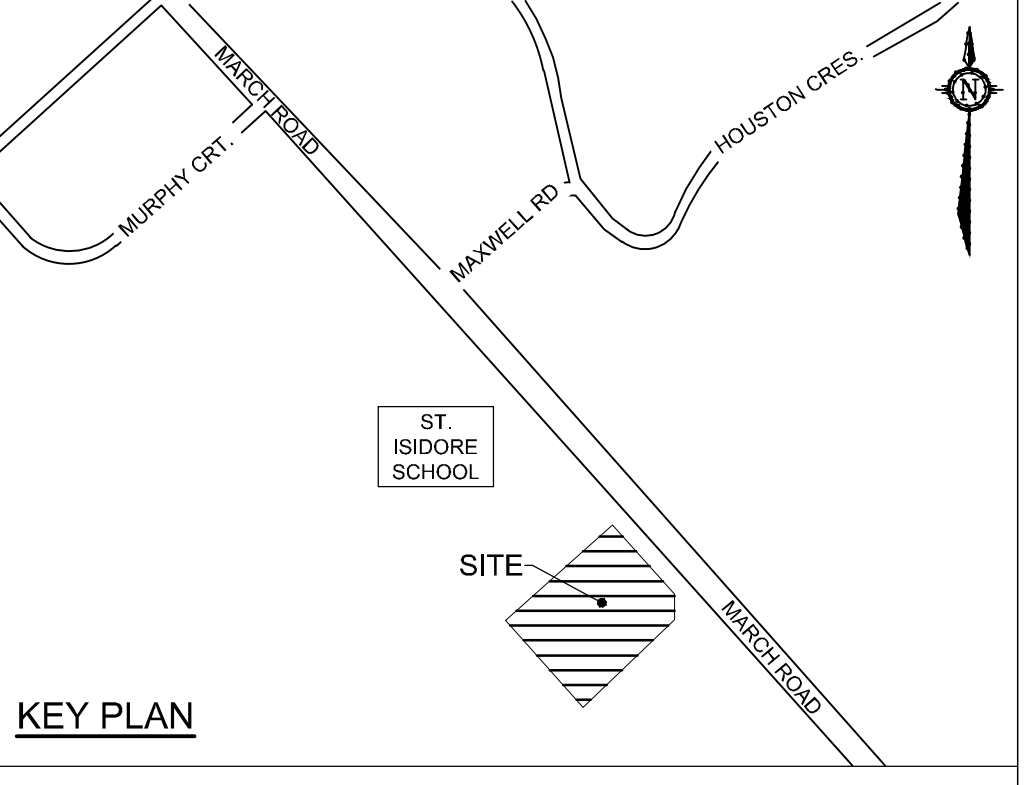 MARCH ROAD
HOUSTON CRES.
N
MURPHY CRT.
MAXWELL RD
ST.
ISIDORE
SCHOOL
SITE
MARCH ROAD
KEY PLAN